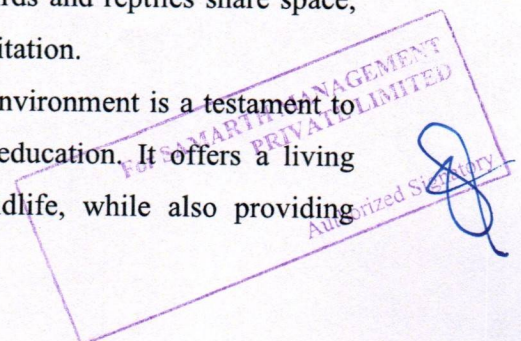 rds and reptiles share space,
itation.
nvironment is a testament to
education. It offers a living
dlife, while also providing
For SAMARTH MANAGEMENT
PRIVATE LIMITED
Authorized Signatory